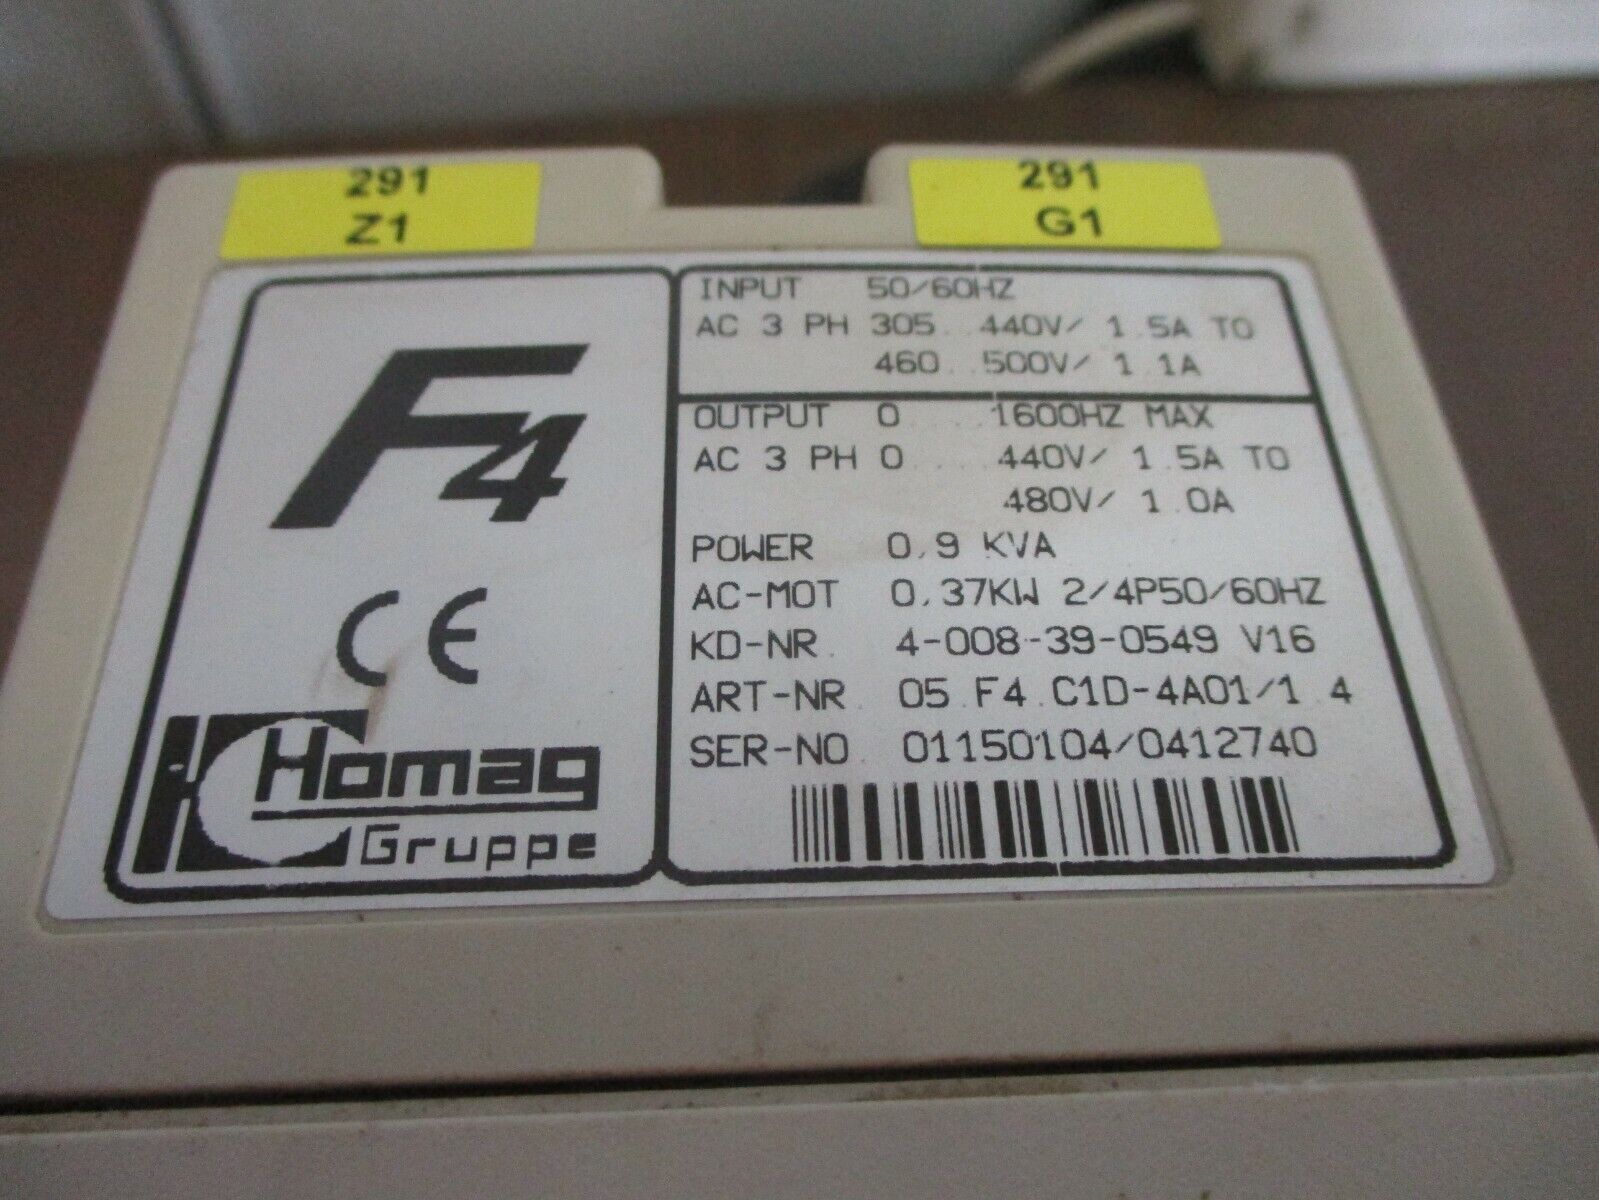 291
Z1
291
G1
F4
CE
Homag
Gruppe
INPUT 50/60HZ
AC 3 PH 305..440V/ 1.5A TO
460..500V/ 1.1A
OUTPUT 0....1600HZ MAX
AC 3 PH 0....440V/ 1.5A TO
480V/ 1.0A
POWER 0.9 KVA
AC-MOT 0.37KW 2/4P50/60HZ
KD-NR. 4-008-39-0549 V16
ART-NR. 05.F4.C1D-4A01/1.4
SER-NO. 01150104/0412740